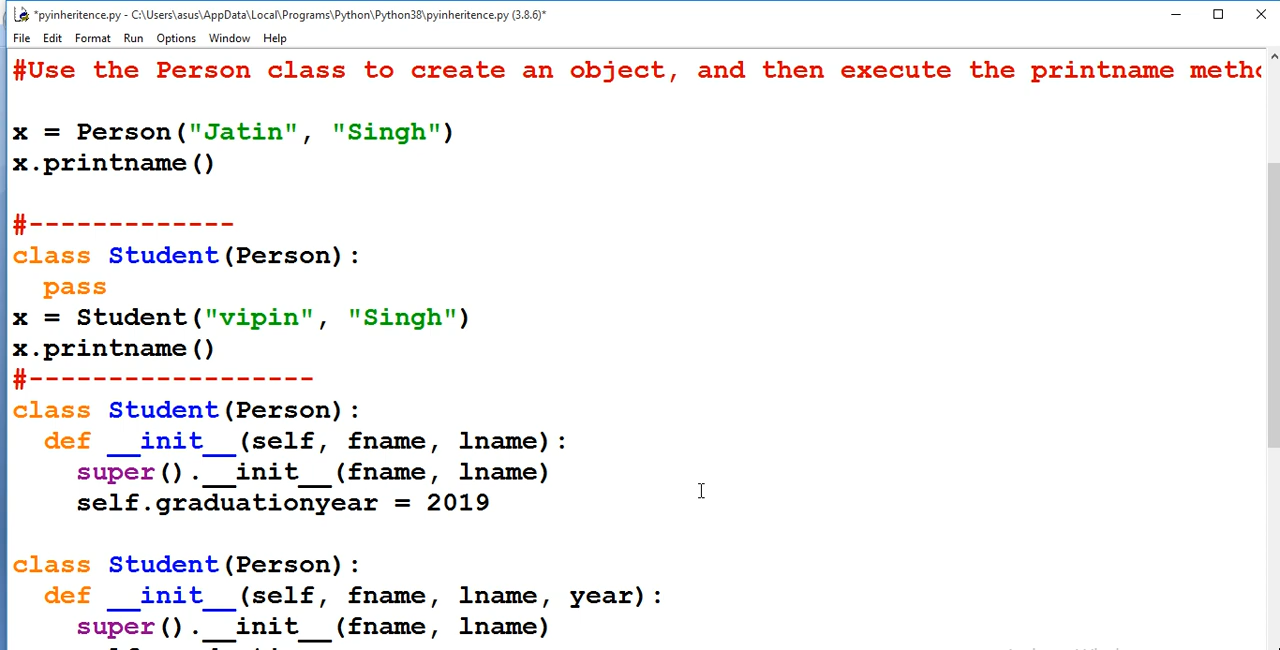 *pyinheritence.py - C:\Users\asus\AppData\Local\Programs\Python\Python38\pyinheritence.py (3.8.6)*
File Edit Format Run Options Window Help
#Use the Person class to create an object, and then execute the printname metho
x = Person("Jatin", "Singh")
x.printname()
#-------------
class Student(Person):
  pass
x = Student("vipin", "Singh")
x.printname()
#------------------
class Student(Person):
  def __init__(self, fname, lname):
    super().__init__(fname, lname)
    self.graduationyear = 2019
class Student(Person):
  def __init__(self, fname, lname, year):
    super().__init__(fname, lname)